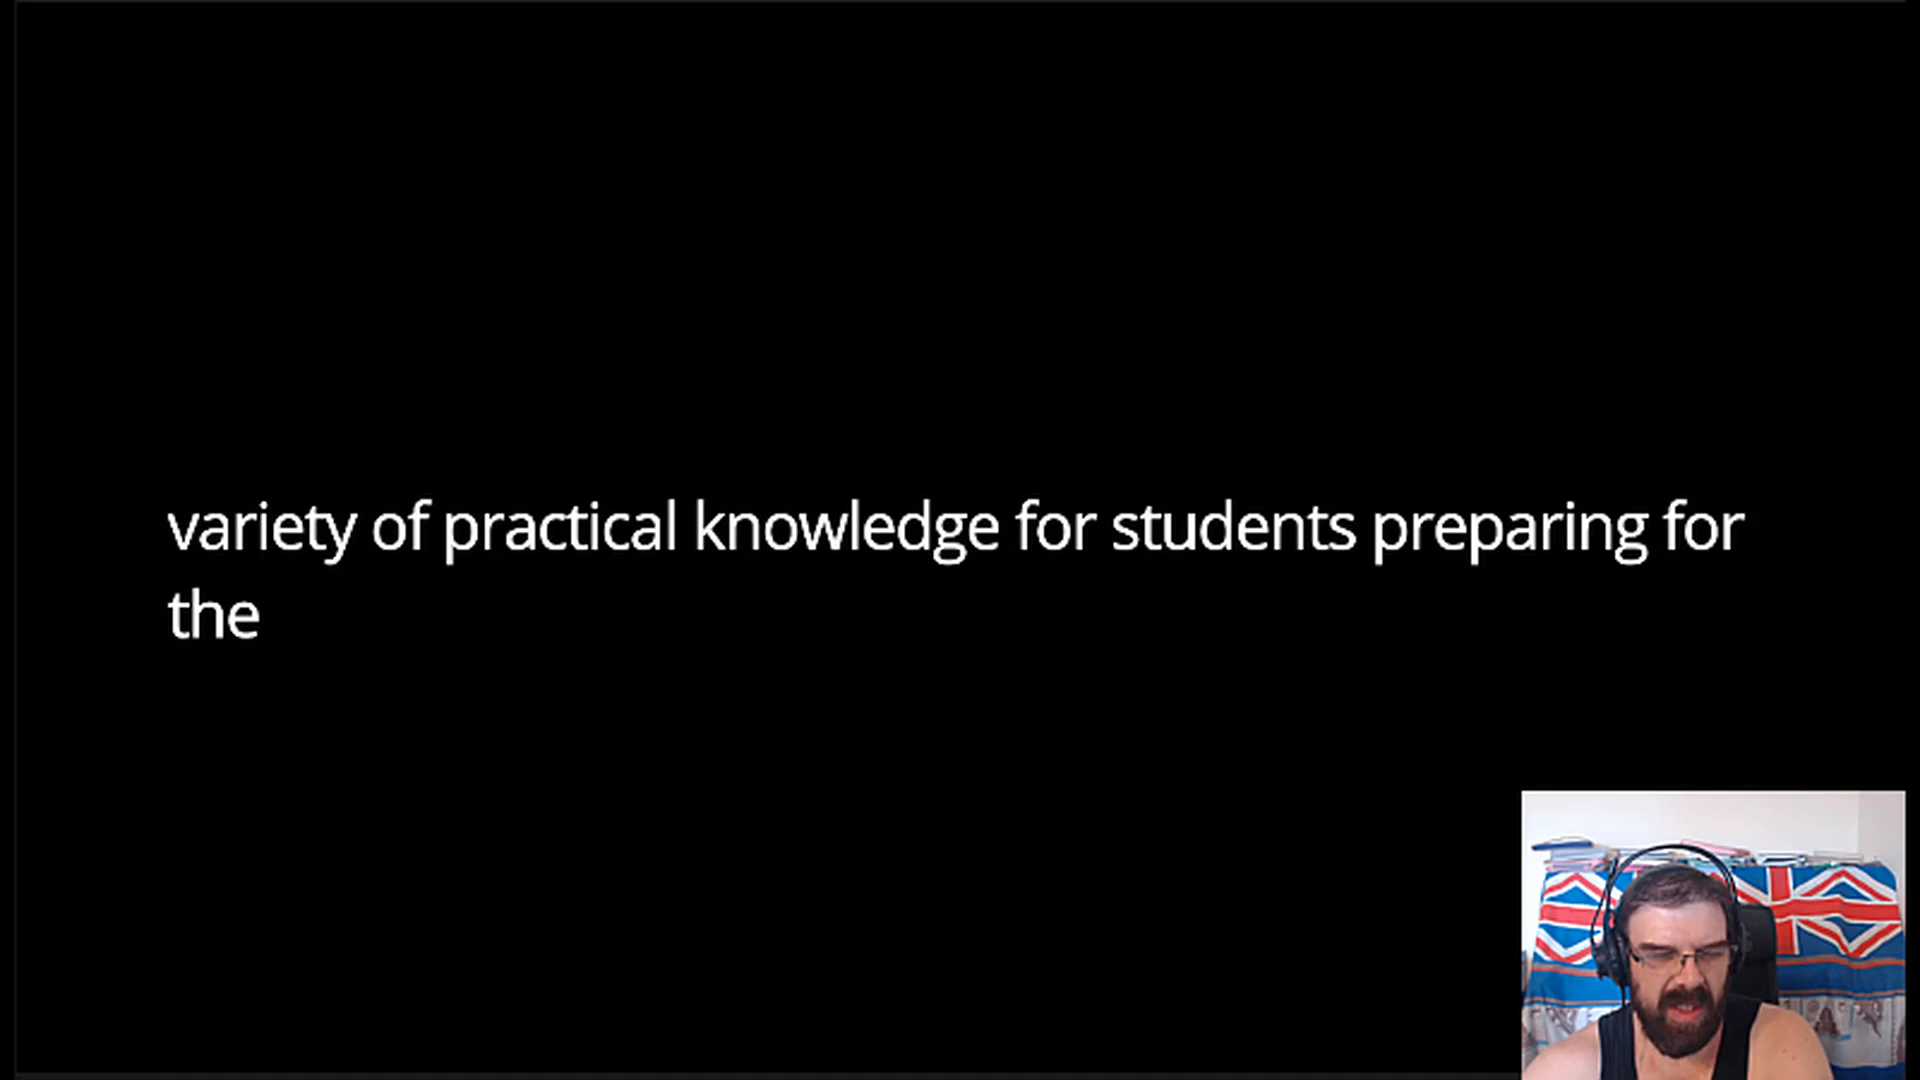 variety of practical knowledge for students preparing for
the